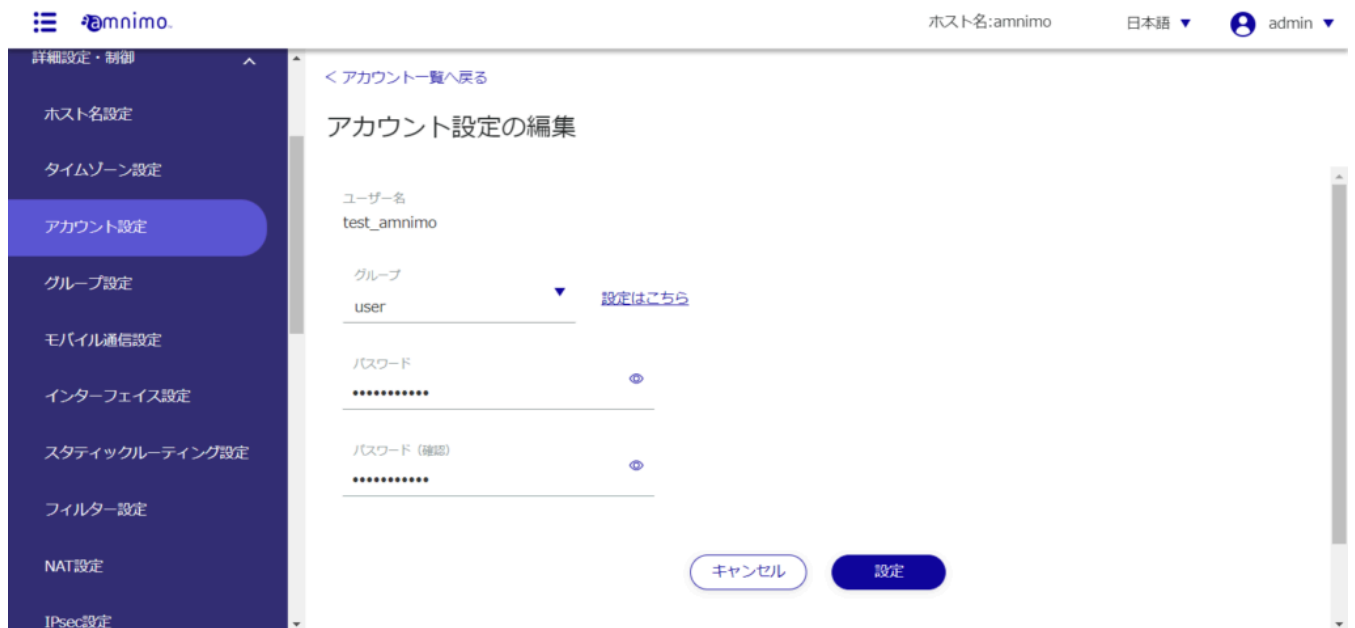 amnimo
ホスト名:amnimo
日本語 ▼
admin ▼
詳細設定・制御
ホスト名設定
タイムゾーン設定
アカウント設定
グループ設定
モバイル通信設定
インターフェイス設定
スタティックルーティング設定
フィルター設定
NAT設定
IPsec設定
< アカウント一覧へ戻る
アカウント設定の編集
ユーザー名
test_amnimo
グループ
user
設定はこちら
パスワード
•••••••••••
パスワード（確認）
•••••••••••
キャンセル
設定